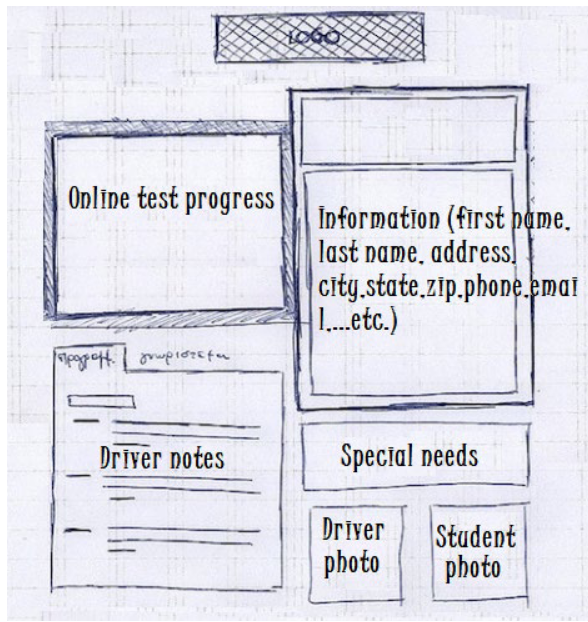 LOGO
Online test progress
Information (first name,
last name, address,
city,state,zip,phone,emai
l,...etc.)
Driver notes
Special needs
Driver
photo
Student
photo